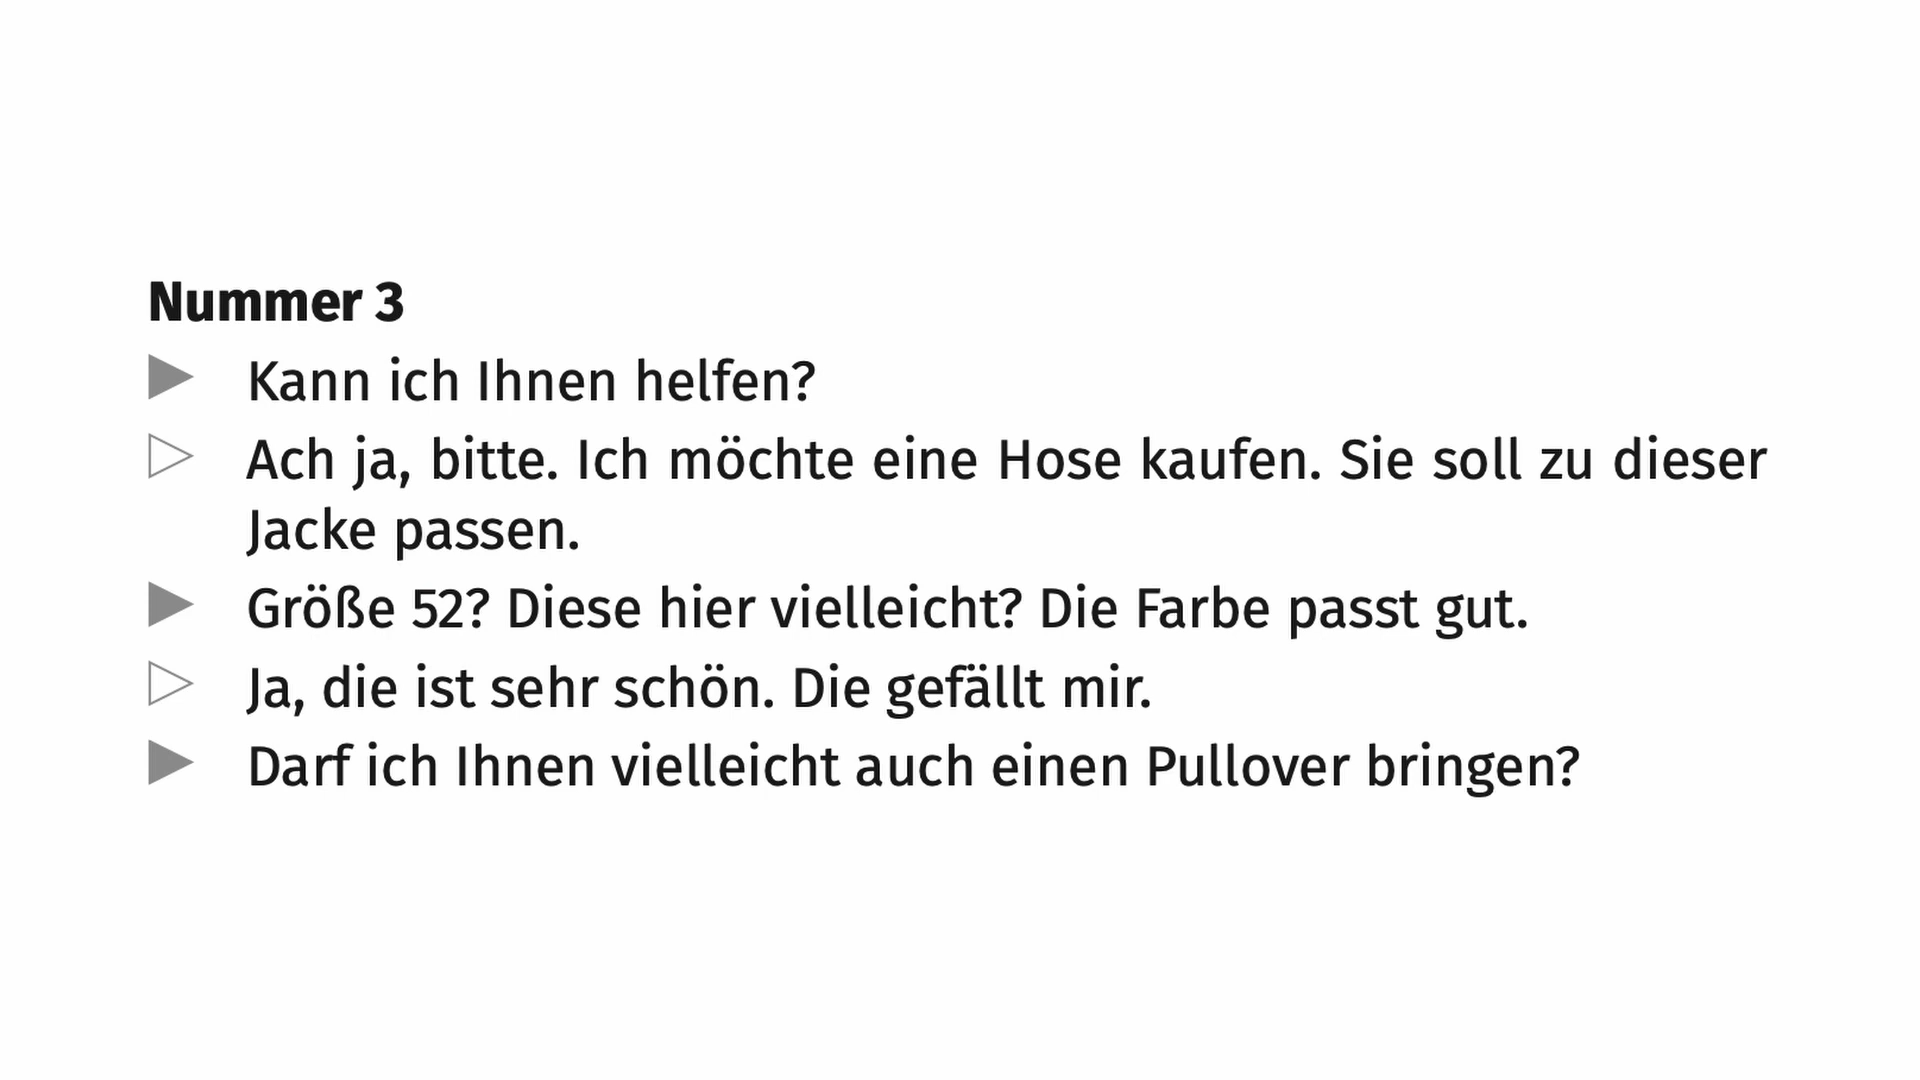 Nummer 3
Kann ich Ihnen helfen?
Ach ja, bitte. Ich möchte eine Hose kaufen. Sie soll zu dieser
Jacke passen.
Größe 52? Diese hier vielleicht? Die Farbe passt gut.
Ja, die ist sehr schön. Die gefällt mir.
Darf ich Ihnen vielleicht auch einen Pullover bringen?